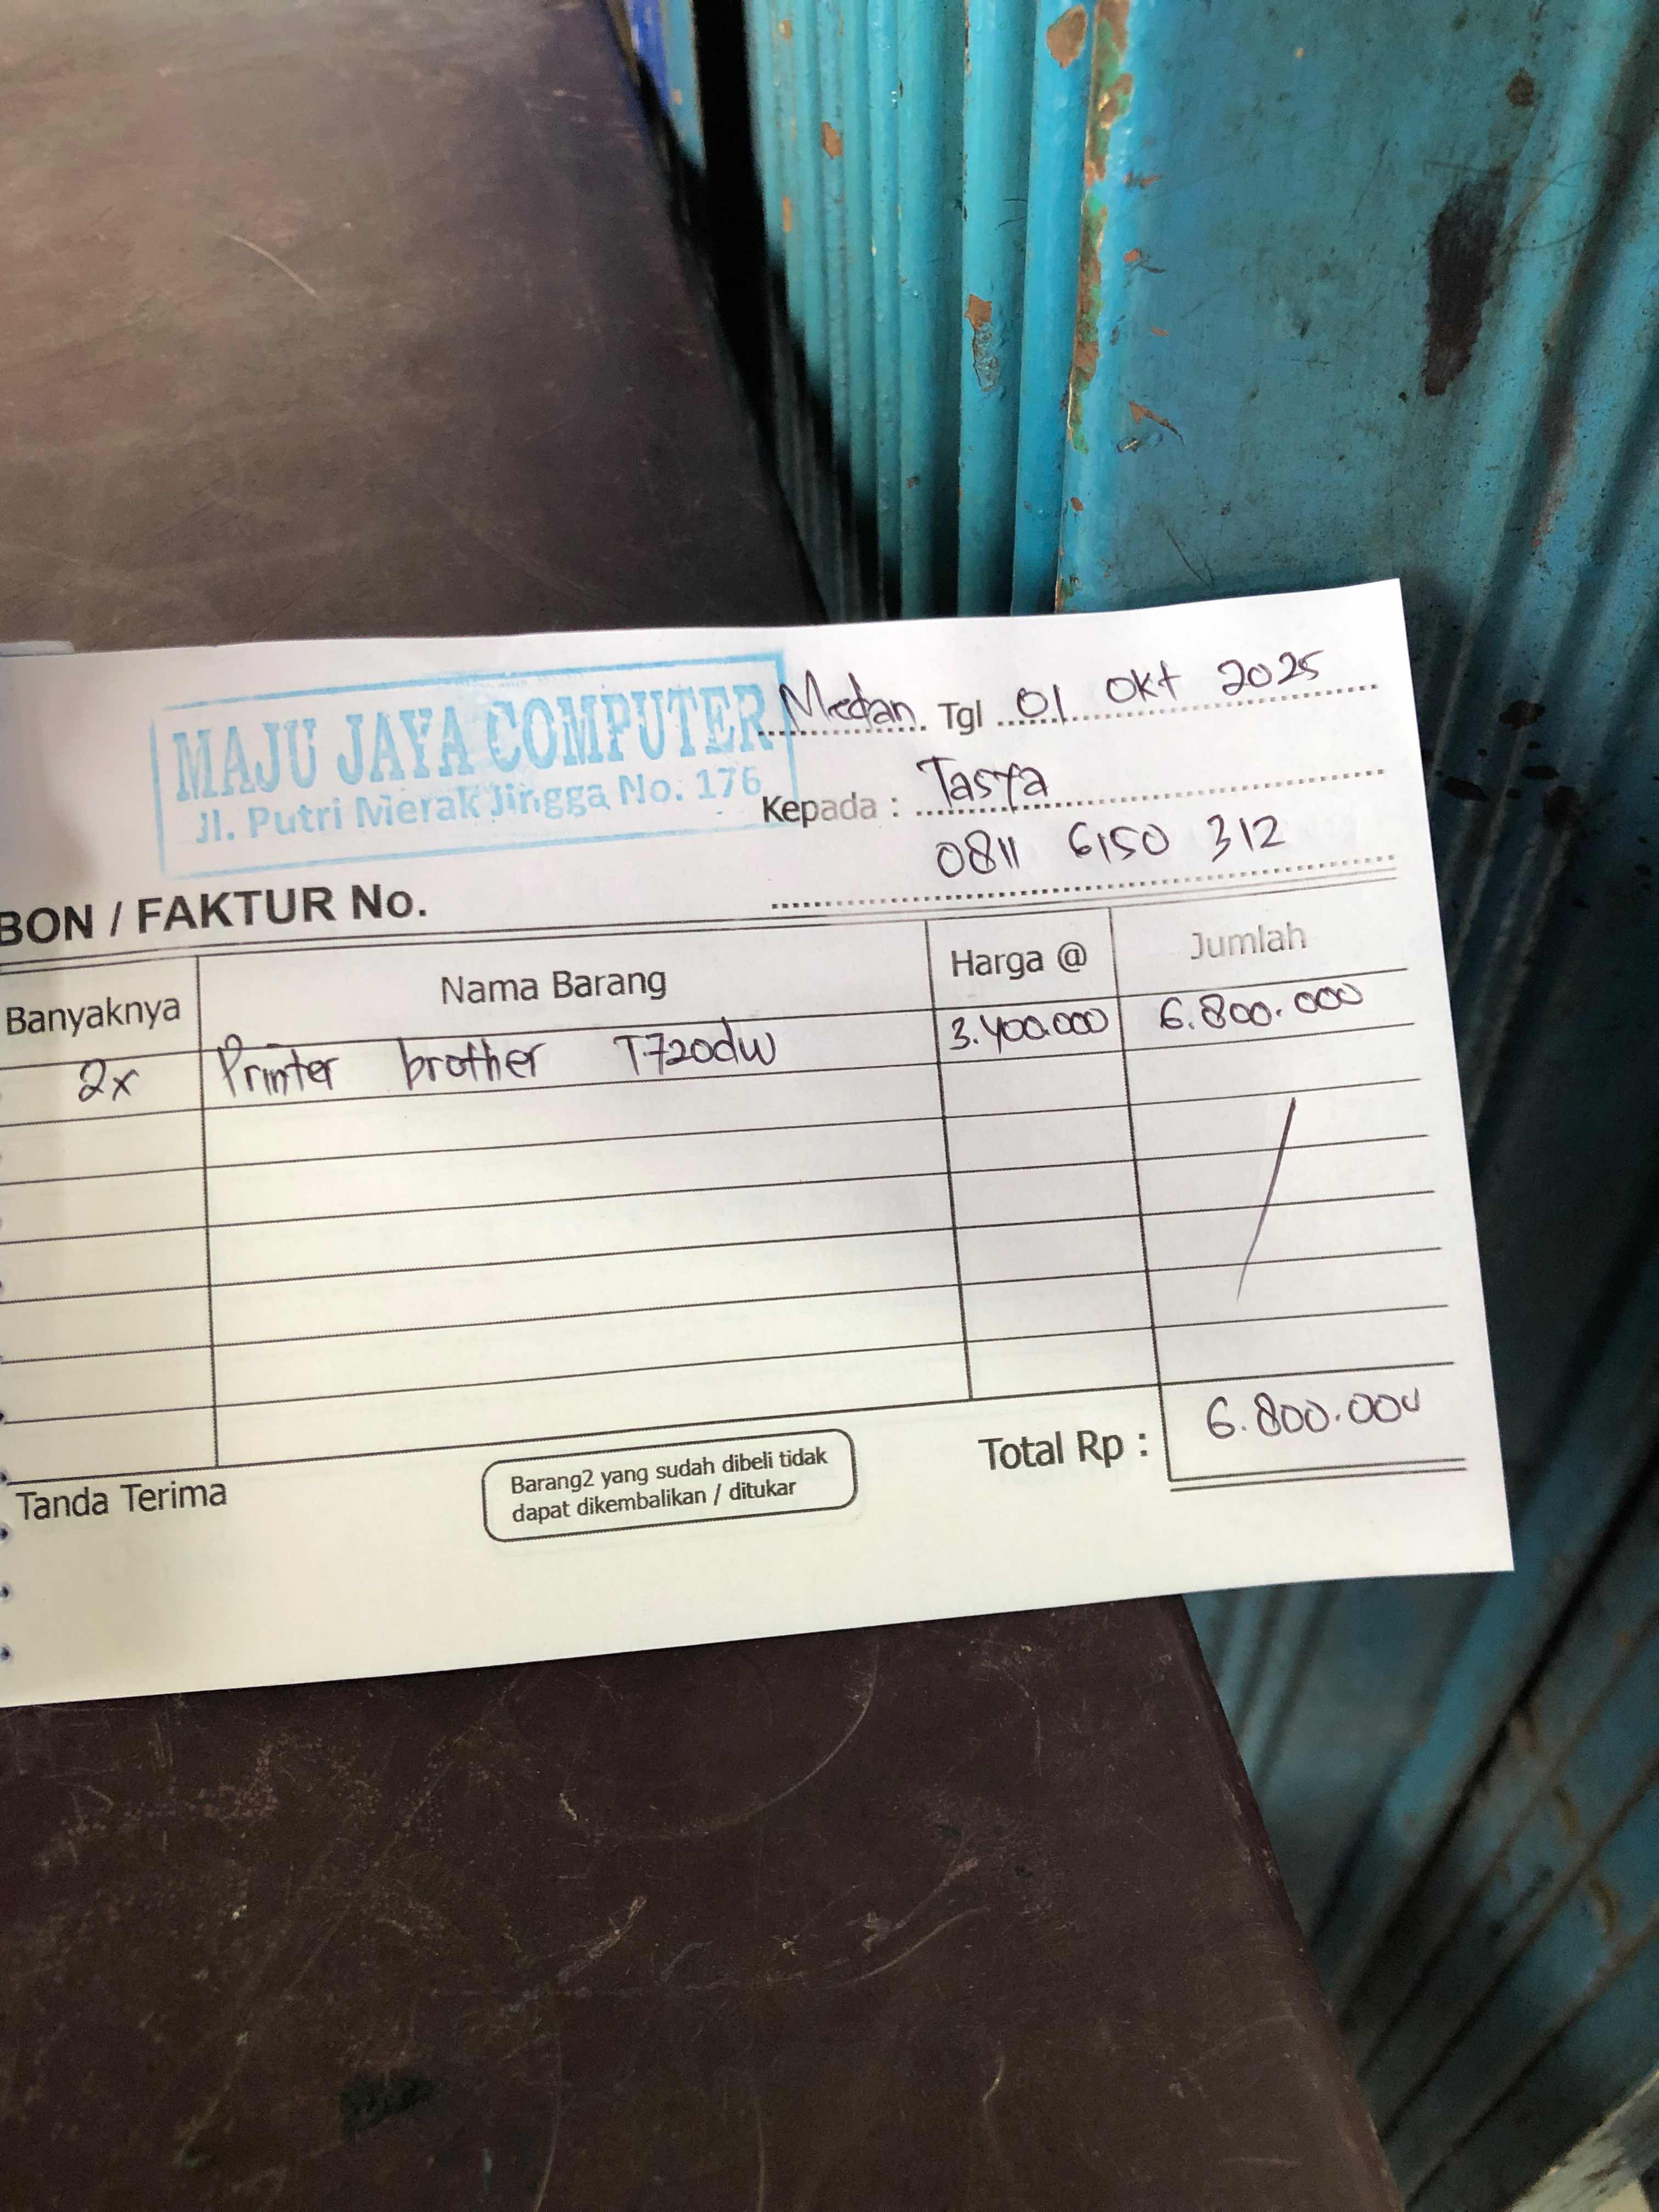 MAJU JAYA COMPUTER
Jl. Putri Merak Jingga No. 176
Medan Tgl 01 Okt 2025
Kepada : Tasya
0811 6150 312
BON / FAKTUR No.
Banyaknya Nama Barang Harga @ Jumlah
2x Printer brother T.720dw 3.400.000 6.800.000
Total Rp : 6.800.000
Tanda Terima
Barang2 yang sudah dibeli tidak
dapat dikembalikan / ditukar